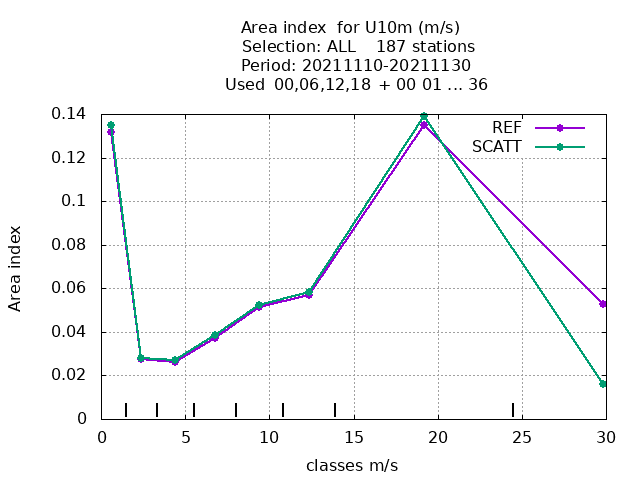 Area index for U10m (m/s)
Selection: ALL 187 stations
Period: 20211110-20211130
Used 00,06,12,18 + 00 01 ... 36
REF
SCATT
0.14
0.12
0.1
0.08
0.06
0.04
0.02
0
Area index
0 5 10 15 20 25 30
classes m/s